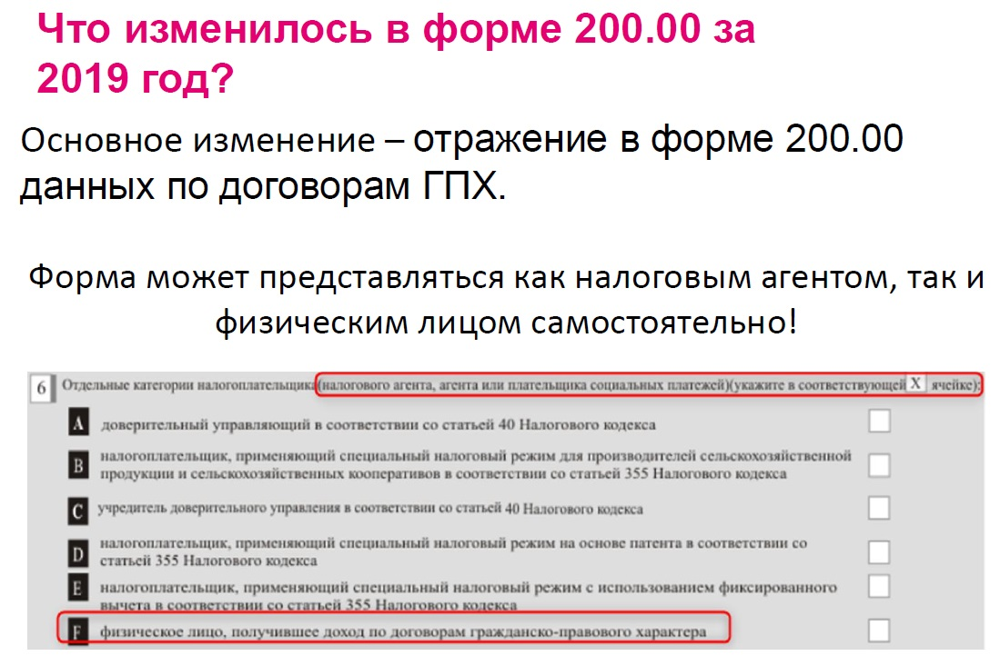 Что изменилось в форме 200.00 за
2019 год?
Основное изменение – отражение в форме 200.00
данных по договорам ГПХ.
Форма может представляться как налоговым агентом, так и
физическим лицом самостоятельно!
6 Отдельные категории налогоплательщика (налогового агента, агента или плательщика социальных платежей)(укажите в соответствующей X ячейке):
A доверительный управляющий в соответствии со статьей 40 Налогового кодекса
B налогоплательщик, применяющий специальный налоговый режим для производителей сельскохозяйственной
продукции и сельскохозяйственных кооперативов в соответствии со статьей 355 Налогового кодекса
C учредитель доверительного управления в соответствии со статьей 40 Налогового кодекса
D налогоплательщик, применяющий специальный налоговый режим на основе патента в соответствии со
статьей 355 Налогового кодекса
E налогоплательщик, применяющий специальный налоговый режим с использованием фиксированного
вычета в соответствии со статьей 355 Налогового кодекса
F физическое лицо, получившее доход по договорам гражданско-правового характера